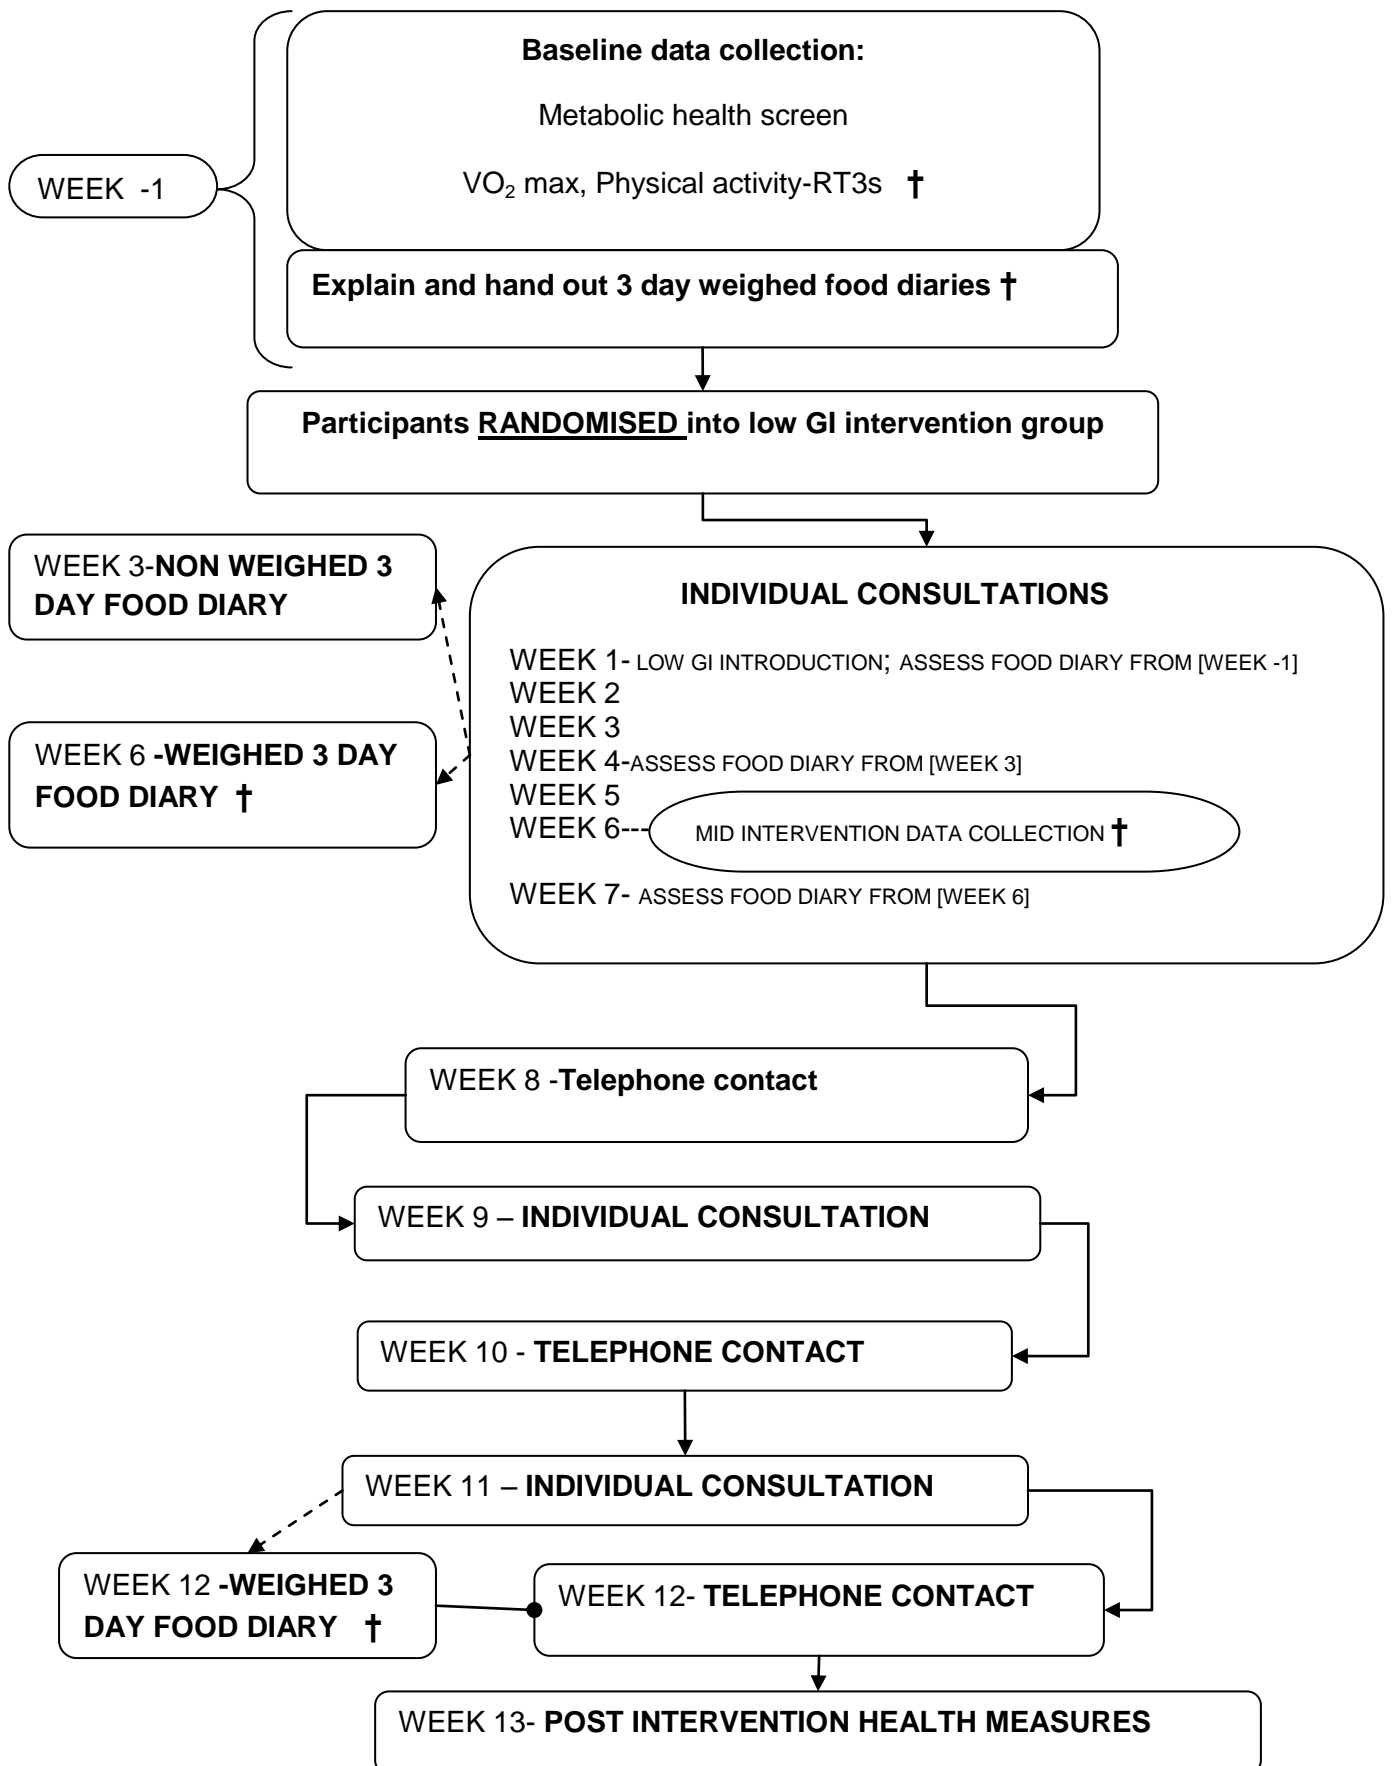 Baseline data collection:
Metabolic health screen
WEEK -1
VO₂ max, Physical activity-RT3s †
Explain and hand out 3 day weighed food diaries †
Participants RANDOMISED into low GI intervention group
WEEK 3-NON WEIGHED 3
DAY FOOD DIARY
WEEK 6 -WEIGHED 3 DAY
FOOD DIARY †
INDIVIDUAL CONSULTATIONS
WEEK 1- LOW GI INTRODUCTION; ASSESS FOOD DIARY FROM [WEEK -1]
WEEK 2
WEEK 3
WEEK 4-ASSESS FOOD DIARY FROM [WEEK 3]
WEEK 5
WEEK 6--- MID INTERVENTION DATA COLLECTION †
WEEK 7- ASSESS FOOD DIARY FROM [WEEK 6]
WEEK 8 -Telephone contact
WEEK 9 – INDIVIDUAL CONSULTATION
WEEK 10 - TELEPHONE CONTACT
WEEK 11 – INDIVIDUAL CONSULTATION
WEEK 12 -WEIGHED 3
DAY FOOD DIARY †
WEEK 12- TELEPHONE CONTACT
WEEK 13- POST INTERVENTION HEALTH MEASURES